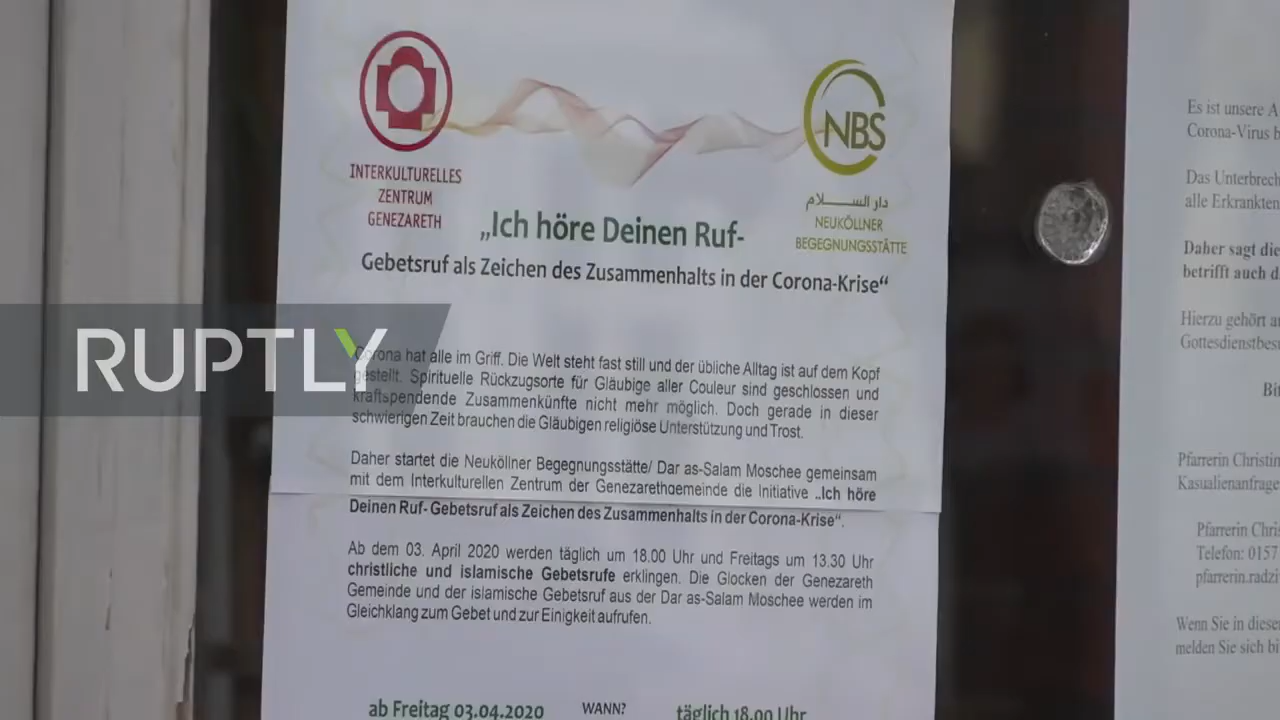 INTERKULTURELLES
ZENTRUM
GENEZARETH
NBS
دار الســـــلام
NEUKÖLLNER
BEGEGNUNGSSTÄTTE
„Ich höre Deinen Ruf-
Gebetsruf als Zeichen des Zusammenhalts in der Corona-Krise“
RUPTLY
Corona hat alle im Griff. Die Welt steht fast still und der übliche Alltag ist auf dem Kopf
gestellt. Spirituelle Rückzugsorte für Gläubige aller Couleur sind geschlossen und
kraftspendende Zusammenkünfte nicht mehr möglich. Doch gerade in dieser
schwierigen Zeit brauchen die Gläubigen religiöse Unterstützung und Trost.
Daher startet die Neuköllner Begegnungsstätte/ Dar as-Salam Moschee gemeinsam
mit dem Interkulturellen Zentrum der Genezarethgemeinde die Initiative „Ich höre
Deinen Ruf- Gebetsruf als Zeichen des Zusammenhalts in der Corona-Krise“.
Ab dem 03. April 2020 werden täglich um 18.00 Uhr und Freitags um 13.30 Uhr
christliche und islamische Gebetsrufe erklingen. Die Glocken der Genezareth
Gemeinde und der islamische Gebetsruf aus der Dar as-Salam Moschee werden im
Gleichklang zum Gebet und zur Einigkeit aufrufen.
ab Freitag 03.04.2020 WANN? täglich 18.00 Uhr
Es ist unsere A
Corona-Virus b
Das Unterbrech
alle Erkrankten
Daher sagt die
betrifft auch d
Hierzu gehört a
Gottesdienstbes
Bit
Pfarrerin Christin
Kasualienanfrage
Pfarrerin Chri
Telefon: 0157
pfarrerin.radzi
Wenn Sie in diese
melden Sie sich bi